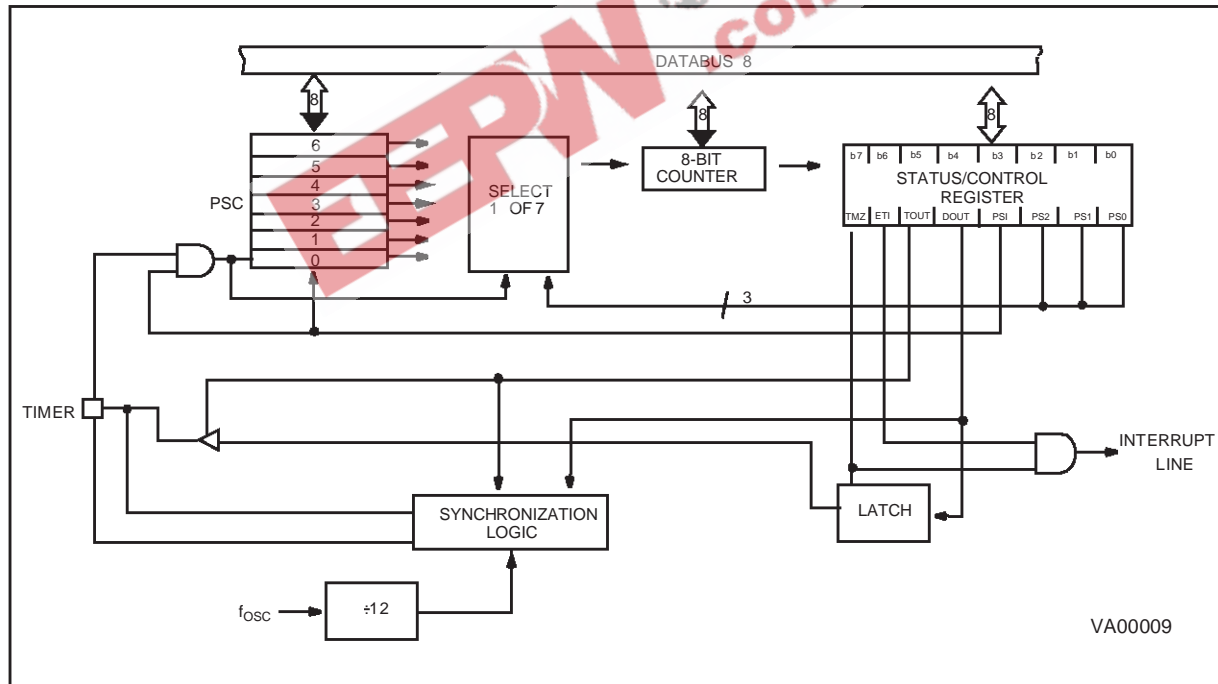 DATABUS 8
8
8
8
6
5
4
3
2
1
0
PSC
SELECT
1 OF 7
8-BIT
COUNTER
b7 b6 b5 b4 b3 b2 b1 b0
STATUS/CONTROL
REGISTER
TMZ ETI TOUT DOUT PSI PS2 PS1 PS0
3
TIMER
SYNCHRONIZATION
LOGIC
LATCH
INTERRUPT
LINE
fOSC
÷12
VA00009
EEPW.com